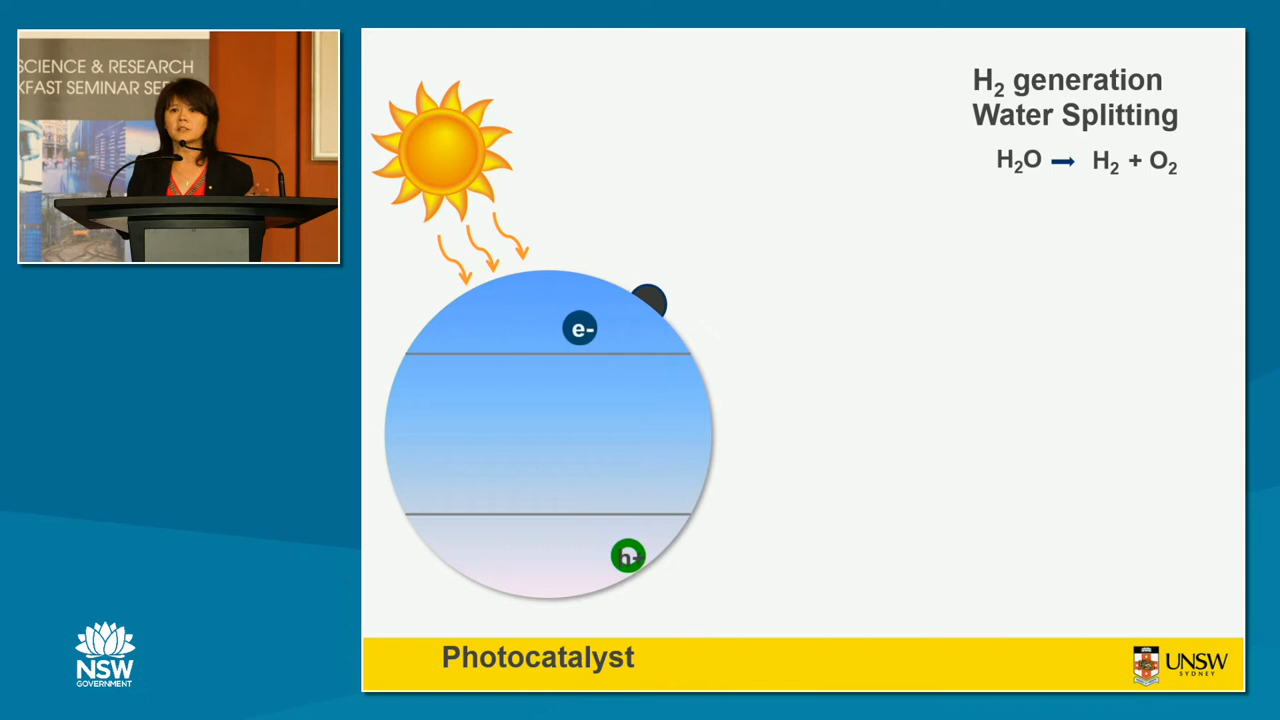 SCIENCE & RESEARCH
KFAST SEMINAR SE
H₂ generation
Water Splitting
H₂O → H₂ + O₂
e-
h+
Photocatalyst
NSW
GOVERNMENT
UNSW
SYDNEY